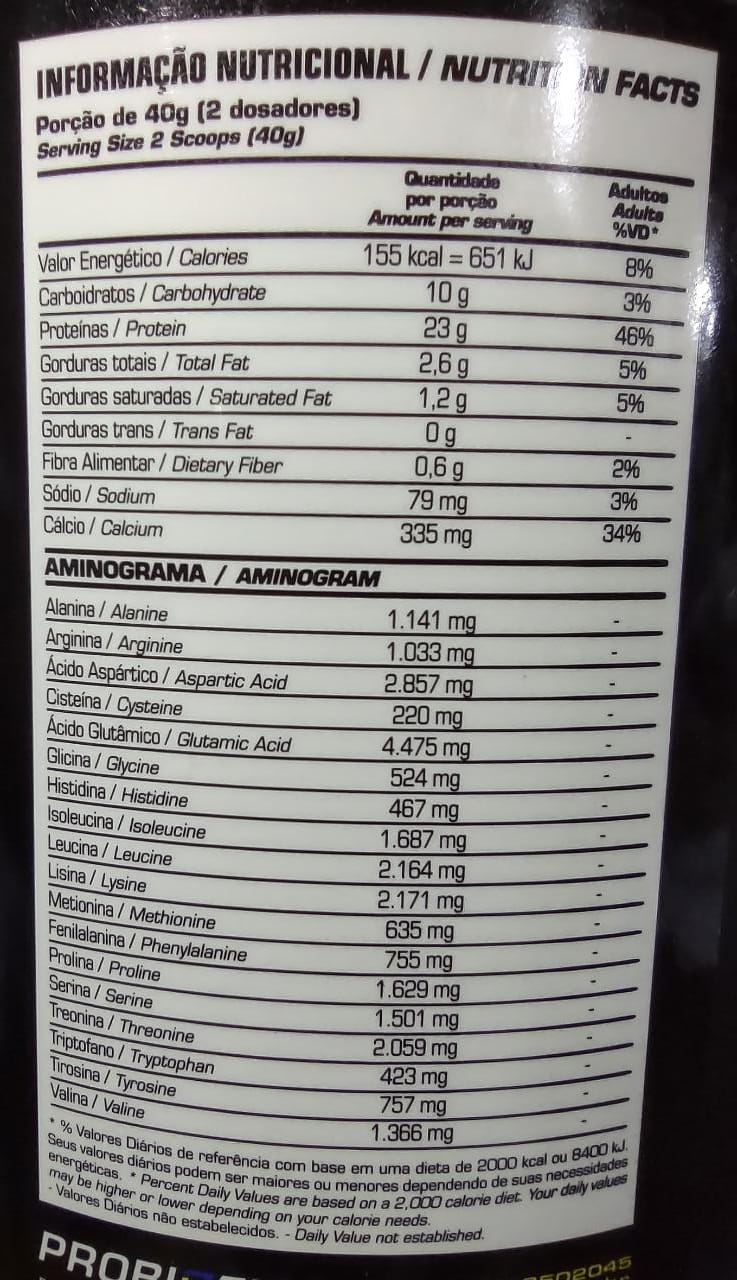 INFORMAÇÃO NUTRICIONAL / NUTRITION FACTS
Porção de 40g (2 dosadores)
Serving Size 2 Scoops (40g)
Quantidade por porção Amount per serving Adultos Adults %VD*
Valor Energético / Calories 155 kcal = 651 kJ 8%
Carboidratos / Carbohydrate 10 g 3%
Proteínas / Protein 23 g 46%
Gorduras totais / Total Fat 2,6 g 5%
Gorduras saturadas / Saturated Fat 1,2 g 5%
Gorduras trans / Trans Fat 0 g -
Fibra Alimentar / Dietary Fiber 0,6 g 2%
Sódio / Sodium 79 mg 3%
Cálcio / Calcium 335 mg 34%
AMINOGRAMA / AMINOGRAM
Alanina / Alanine 1.141 mg -
Arginina / Arginine 1.033 mg -
Ácido Aspártico / Aspartic Acid 2.857 mg -
Cisteína / Cysteine 220 mg -
Ácido Glutâmico / Glutamic Acid 4.475 mg -
Glicina / Glycine 524 mg -
Histidina / Histidine 467 mg -
Isoleucina / Isoleucine 1.687 mg -
Leucina / Leucine 2.164 mg -
Lisina / Lysine 2.171 mg -
Metionina / Methionine 635 mg -
Fenilalanina / Phenylalanine 755 mg -
Prolina / Proline 1.629 mg -
Serina / Serine 1.501 mg -
Treonina / Threonine 2.059 mg -
Triptofano / Tryptophan 423 mg -
Tirosina / Tyrosine 757 mg -
Valina / Valine 1.366 mg -
* % Valores Diários de referência com base em uma dieta de 2000 kcal ou 8400 kJ.
Seus valores diários podem ser maiores ou menores dependendo de suas necessidades
energéticas. * Percent Daily Values are based on a 2,000 calorie diet. Your daily values
may be higher or lower depending on your calorie needs.
- Valores Diários não estabelecidos. - Daily Value not established.